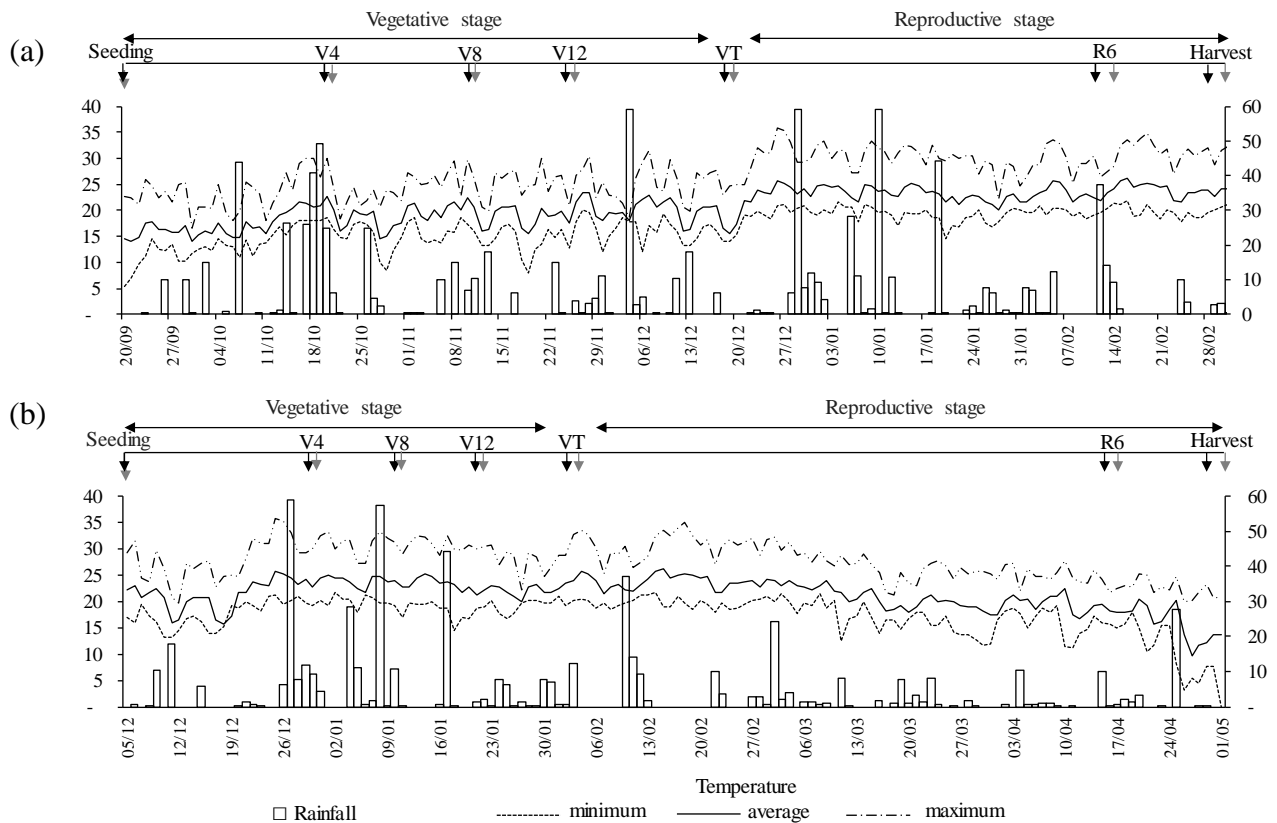 (a)
Vegetative stage Reproductive stage
Seeding V4 V8 V12 VT R6 Harvest
40 60
35 50
30
25 40
20 30
15 20
10
5 10
- 0
20/09 27/09 04/10 11/10 18/10 25/10 01/11 08/11 15/11 22/11 29/11 06/12 13/12 20/12 27/12 03/01 10/01 17/01 24/01 31/01 07/02 14/02 21/02 28/02
(b)
Vegetative stage Reproductive stage
Seeding V4 V8 V12 VT R6 Harvest
40 60
35 50
30
25 40
20 30
15 20
10
5 10
- 0
05/12 12/12 19/12 26/12 02/01 09/01 16/01 23/01 30/01 06/02 13/02 20/02 27/02 06/03 13/03 20/03 27/03 03/04 10/04 17/04 24/04 01/05
Temperature
Rainfall minimum average maximum